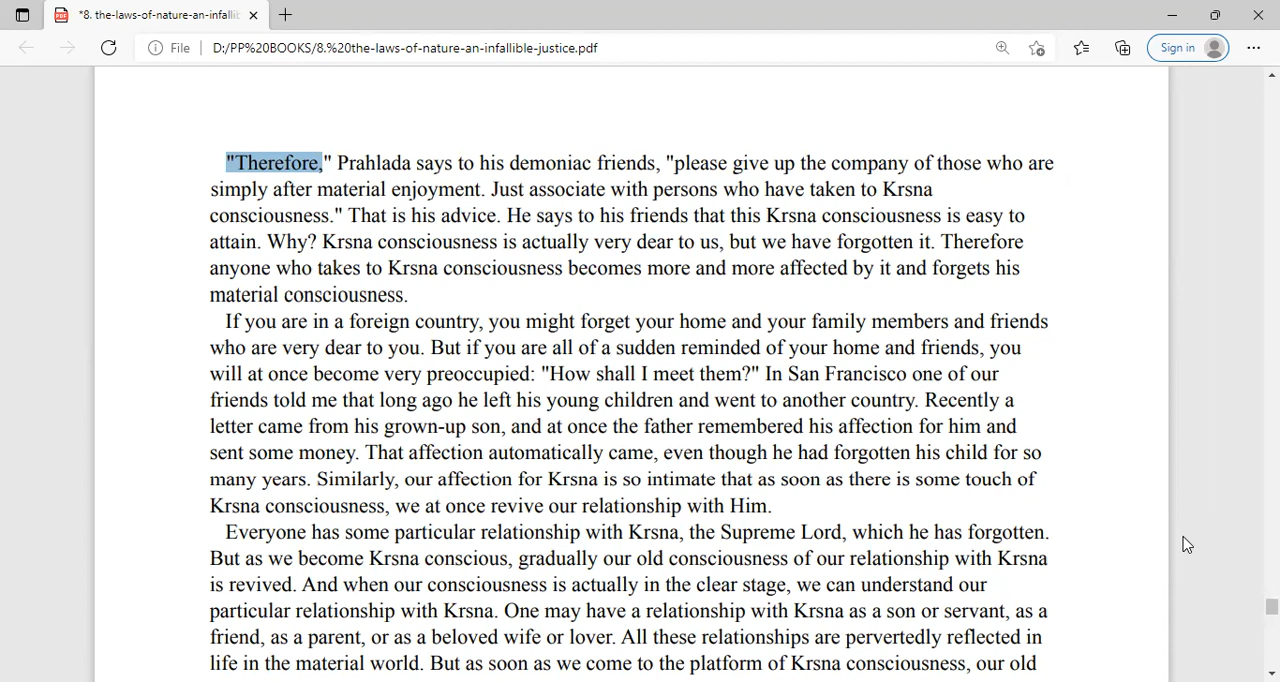 *8. the-laws-of-nature-an-infallib
File
D:/PP%20BOOKS/8.%20the-laws-of-nature-an-infallible-justice.pdf
Sign in
"Therefore," Prahlada says to his demoniac friends, "please give up the company of those who are
simply after material enjoyment. Just associate with persons who have taken to Krsna
consciousness." That is his advice. He says to his friends that this Krsna consciousness is easy to
attain. Why? Krsna consciousness is actually very dear to us, but we have forgotten it. Therefore
anyone who takes to Krsna consciousness becomes more and more affected by it and forgets his
material consciousness.
If you are in a foreign country, you might forget your home and your family members and friends
who are very dear to you. But if you are all of a sudden reminded of your home and friends, you
will at once become very preoccupied: "How shall I meet them?" In San Francisco one of our
friends told me that long ago he left his young children and went to another country. Recently a
letter came from his grown-up son, and at once the father remembered his affection for him and
sent some money. That affection automatically came, even though he had forgotten his child for so
many years. Similarly, our affection for Krsna is so intimate that as soon as there is some touch of
Krsna consciousness, we at once revive our relationship with Him.
Everyone has some particular relationship with Krsna, the Supreme Lord, which he has forgotten.
But as we become Krsna conscious, gradually our old consciousness of our relationship with Krsna
is revived. And when our consciousness is actually in the clear stage, we can understand our
particular relationship with Krsna. One may have a relationship with Krsna as a son or servant, as a
friend, as a parent, or as a beloved wife or lover. All these relationships are pervertedly reflected in
life in the material world. But as soon as we come to the platform of Krsna consciousness, our old